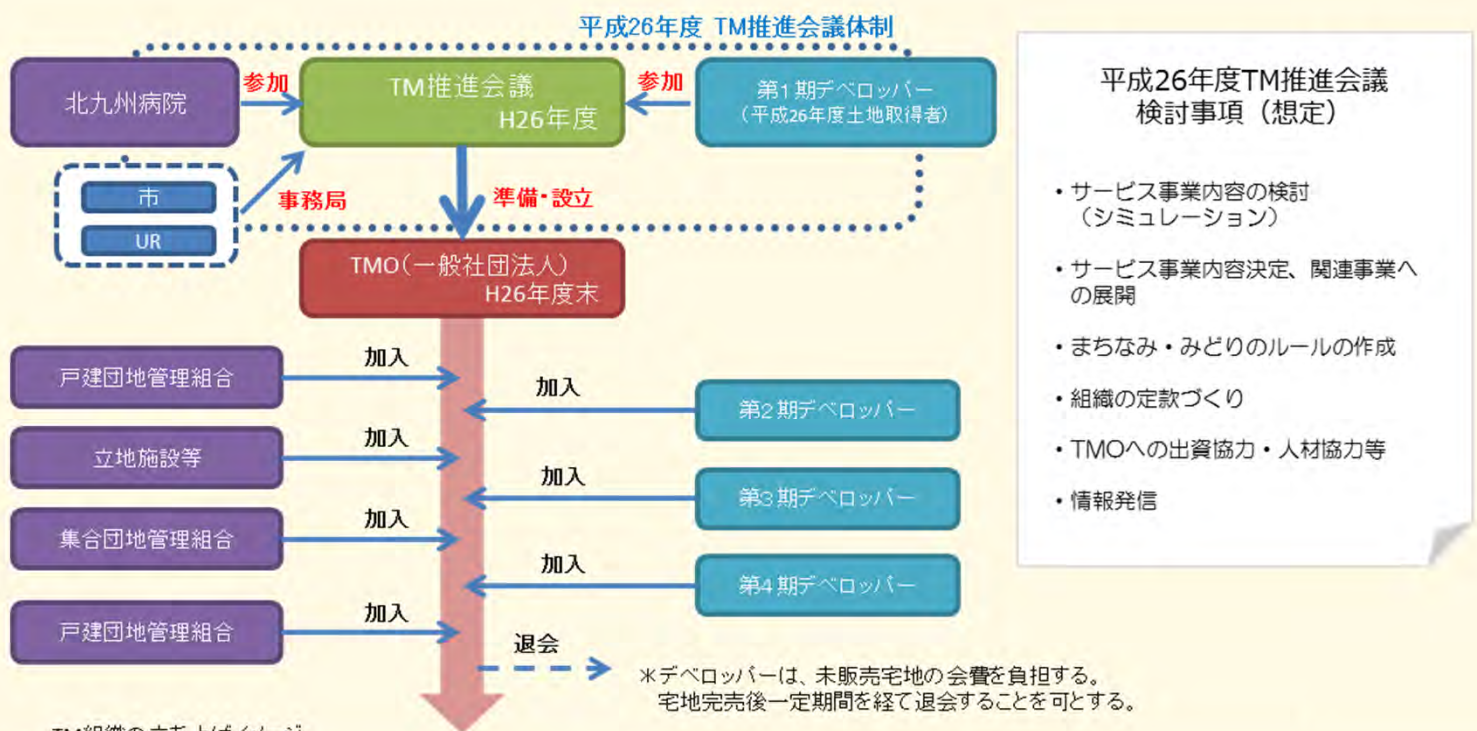 平成26年度 TM推進会議体制
北九州病院
参加
TM推進会議
H26年度
参加
第1期デベロッパー
(平成26年度土地取得者)
市
UR
事務局
準備・設立
TMO(一般社団法人)
H26年度末
戸建団地管理組合
加入
加入
第2期デベロッパー
立地施設等
加入
加入
第3期デベロッパー
集合団地管理組合
加入
加入
第4期デベロッパー
戸建団地管理組合
加入
退会
*デベロッパーは、未販売宅地の会費を負担する。
宅地完売後一定期間を経て退会することを可とする。
平成26年度TM推進会議
検討事項(想定)
・サービス事業内容の検討
(シミュレーション)
・サービス事業内容決定、関連事業へ
の展開
・まちなみ・みどりのルールの作成
・組織の定款づくり
・TMOへの出資協力・人材協力等
・情報発信